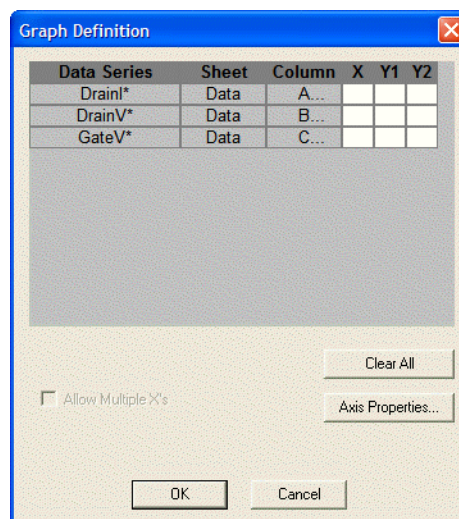 Graph Definition
Data Series Sheet Column X Y1 Y2
DrainI* Data A...
DrainV* Data B...
GateV* Data C...
Clear All
Allow Multiple X's
Axis Properties...
OK Cancel